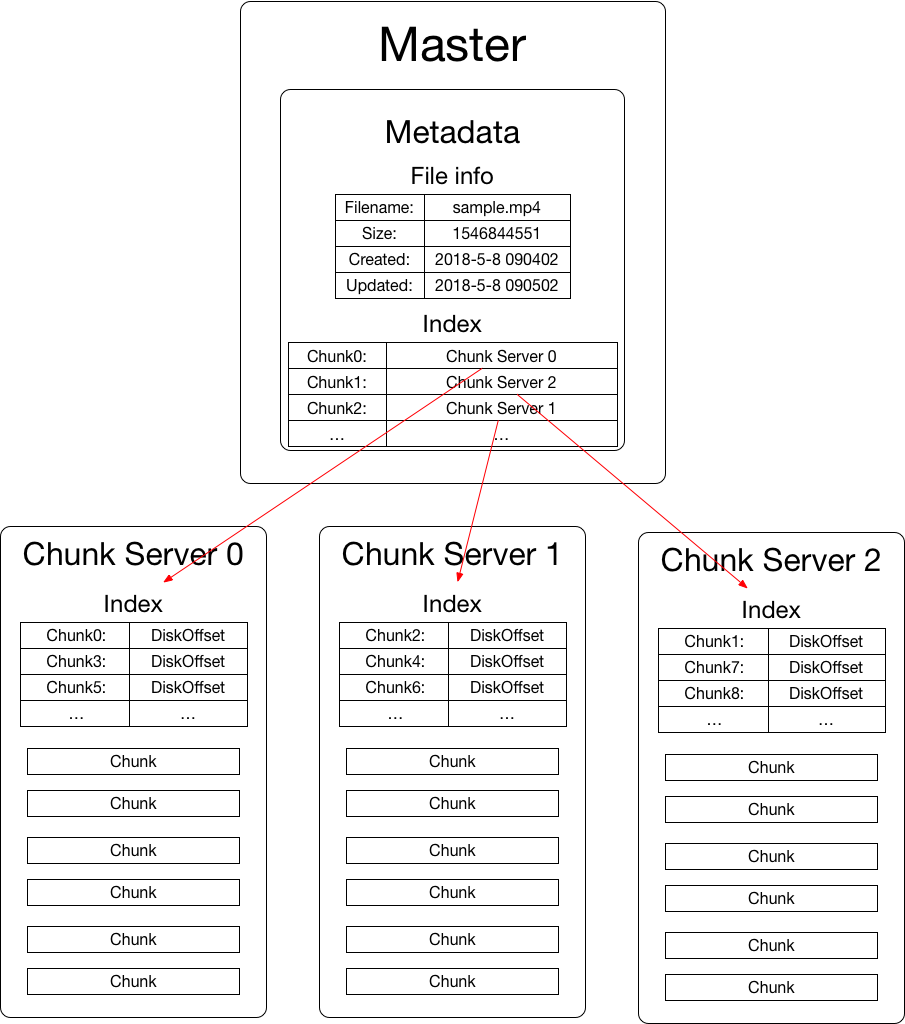 Master
Metadata
File info
Filename: sample.mp4
Size: 1546844551
Created: 2018-5-8 090402
Updated: 2018-5-8 090502
Index
Chunk0: Chunk Server 0
Chunk1: Chunk Server 2
Chunk2: Chunk Server 1
... ...
Chunk Server 0
Index
Chunk0: DiskOffset
Chunk3: DiskOffset
Chunk5: DiskOffset
... ...
Chunk
Chunk
Chunk
Chunk
Chunk
Chunk
Chunk Server 1
Index
Chunk2: DiskOffset
Chunk4: DiskOffset
Chunk6: DiskOffset
... ...
Chunk
Chunk
Chunk
Chunk
Chunk
Chunk
Chunk Server 2
Index
Chunk1: DiskOffset
Chunk7: DiskOffset
Chunk8: DiskOffset
... ...
Chunk
Chunk
Chunk
Chunk
Chunk
Chunk